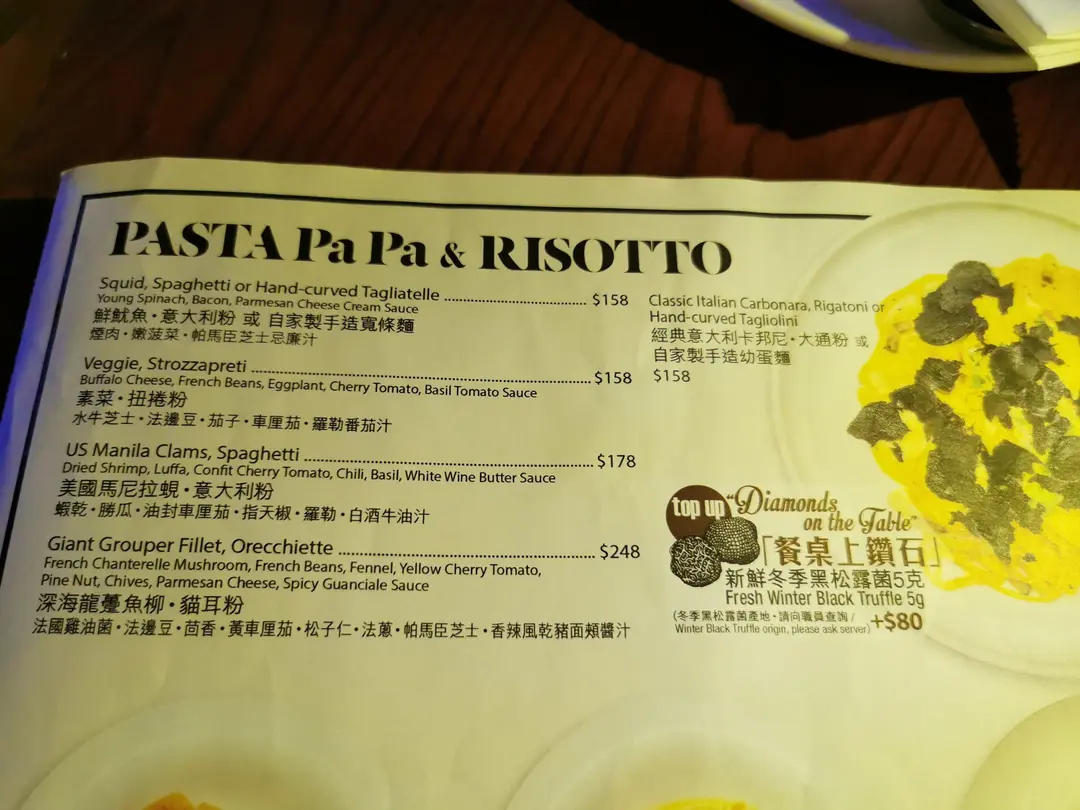 PASTA Pa Pa & RISOTTO
Squid, Spaghetti or Hand-curved Tagliatelle ........ $158
Young Spinach, Bacon, Parmesan Cheese Cream Sauce
鮮魷魚・意大利粉 或 自家製手造寬條麵
煙肉・嫩菠菜・帕馬臣芝士忌廉汁
Veggie, Strozzapreti ........ $158
Buffalo Cheese, French Beans, Eggplant, Cherry Tomato, Basil Tomato Sauce
素菜・扭捲粉
水牛芝士・法邊豆・茄子・車厘茄・羅勒番茄汁
US Manila Clams, Spaghetti ........ $178
Dried Shrimp, Luffa, Confit Cherry Tomato, Chili, Basil, White Wine Butter Sauce
美國馬尼拉蜆・意大利粉
蝦乾・勝瓜・油封車厘茄・指天椒・羅勒・白酒牛油汁
Giant Grouper Fillet, Orecchiette ........ $248
French Chanterelle Mushroom, French Beans, Fennel, Yellow Cherry Tomato,
Pine Nut, Chives, Parmesan Cheese, Spicy Guanciale Sauce
深海龍躉魚柳・貓耳粉
法國雞油菌・法邊豆・茴香・黃車厘茄・松子仁・法蔥・帕馬臣芝士・香辣風乾豬面頰醬汁
Classic Italian Carbonara, Rigatoni or
Hand-curved Tagliolini
經典意大利卡邦尼・大通粉 或
自家製手造幼蛋麵
$158
top up "Diamonds
on the Table"
「餐桌上鑽石」
新鮮冬季黑松露菌5克
Fresh Winter Black Truffle 5g
(冬季黑松露菌產地・請向職員查詢 /
Winter Black Truffle origin, please ask server) +$80